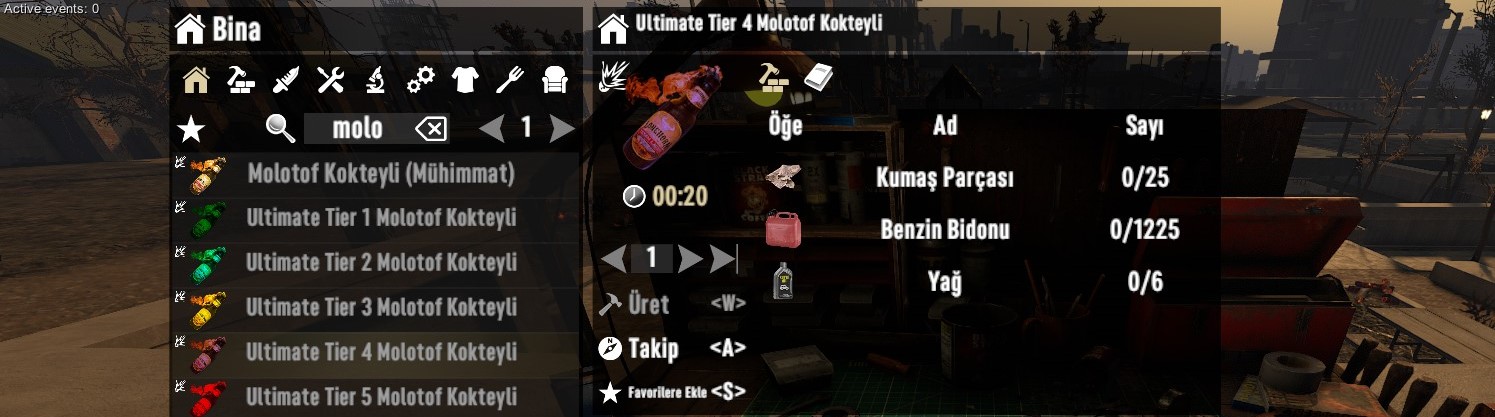 Active events: 0
Bina
molo
1
Molotof Kokteyli (Mühimmat)
Ultimate Tier 1 Molotof Kokteyli
Ultimate Tier 2 Molotof Kokteyli
Ultimate Tier 3 Molotof Kokteyli
Ultimate Tier 4 Molotof Kokteyli
Ultimate Tier 5 Molotof Kokteyli
Ultimate Tier 4 Molotof Kokteyli
Öğe Ad Sayı
Kumaş Parçası 0/25
Benzin Bidonu 0/1225
Yağ 0/6
00:20
1
Üret <W>
Takip <A>
Favorilere Ekle <S>